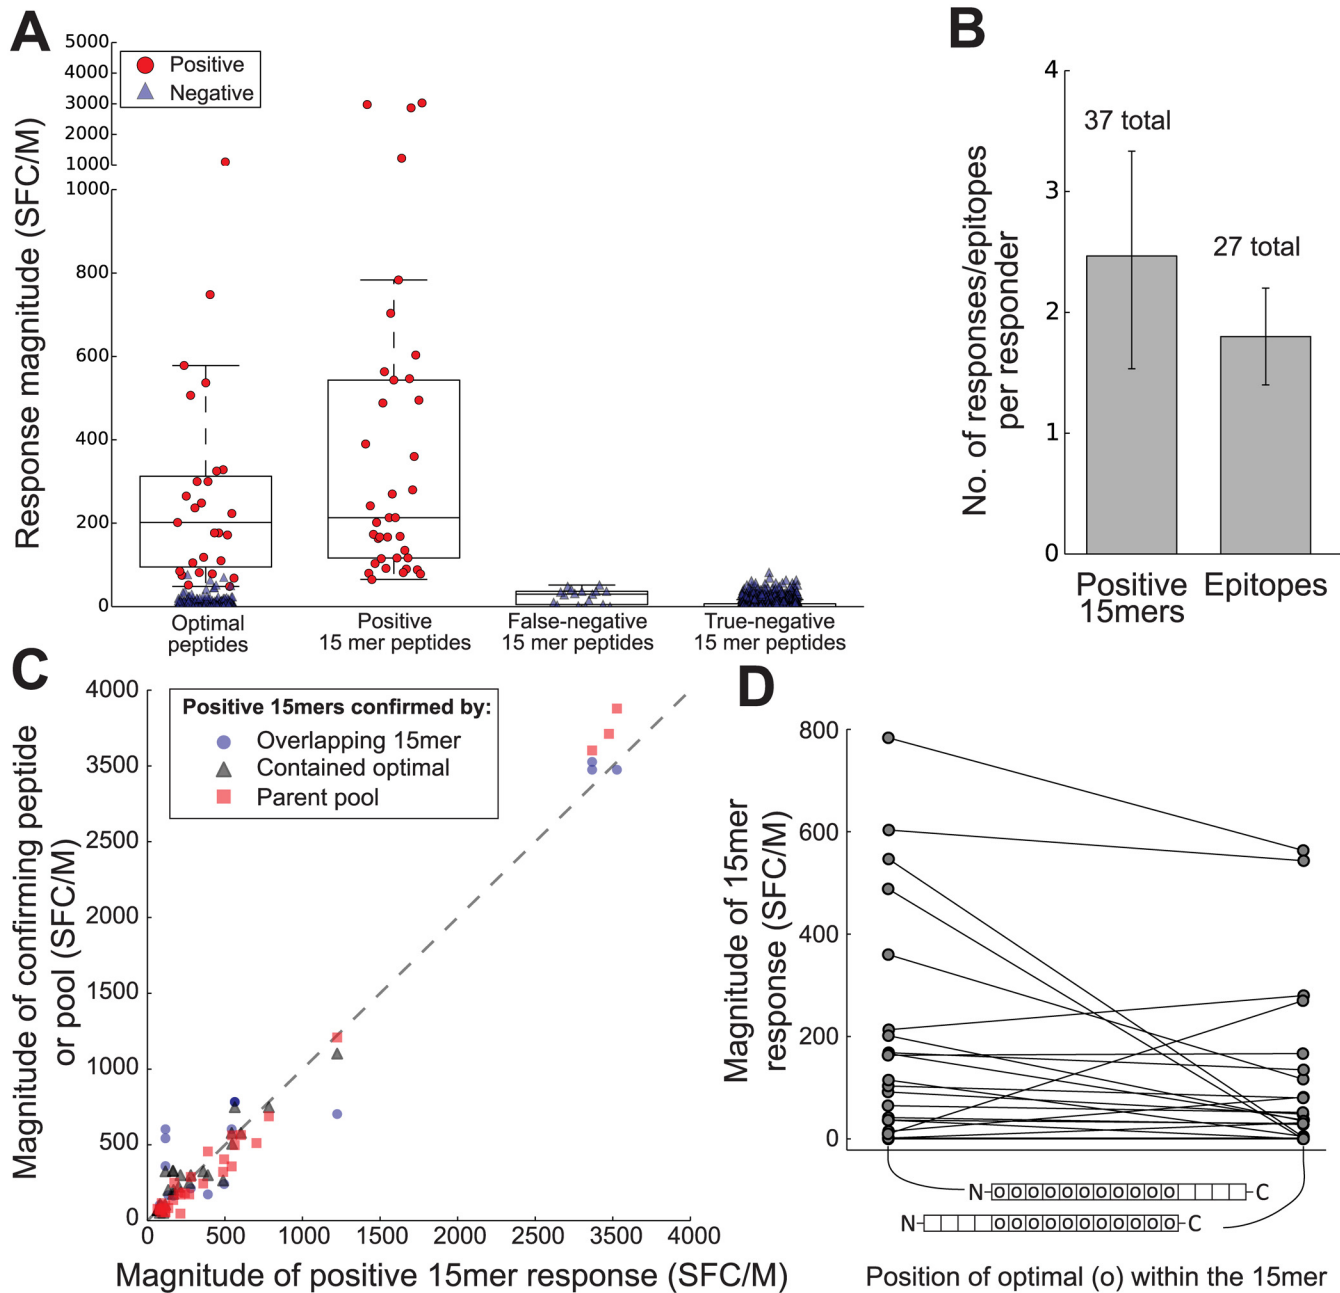 A
5000
4000
3000
2000
1000
1000
800
600
400
200
0
Response magnitude (SFC/M)
Positive
Negative
Optimal
peptides
Positive
15 mer peptides
False-negative
15 mer peptides
True-negative
15 mer peptides
B
4
3
2
1
0
No. of responses/epitopes
per responder
37 total
27 total
Positive
15mers
Epitopes
C
4000
3500
3000
2500
2000
1500
1000
500
0
Magnitude of confirming peptide
or pool (SFC/M)
Positive 15mers confirmed by:
Overlapping 15mer
Contained optimal
Parent pool
0 500 1000 1500 2000 2500 3000 3500 4000
Magnitude of positive 15mer response (SFC/M)
D
800
600
400
200
0
Magnitude of 15mer
response (SFC/M)
N o o o o o o o o o o o C
N o o o o o o o o o o o C
Position of optimal (o) within the 15mer